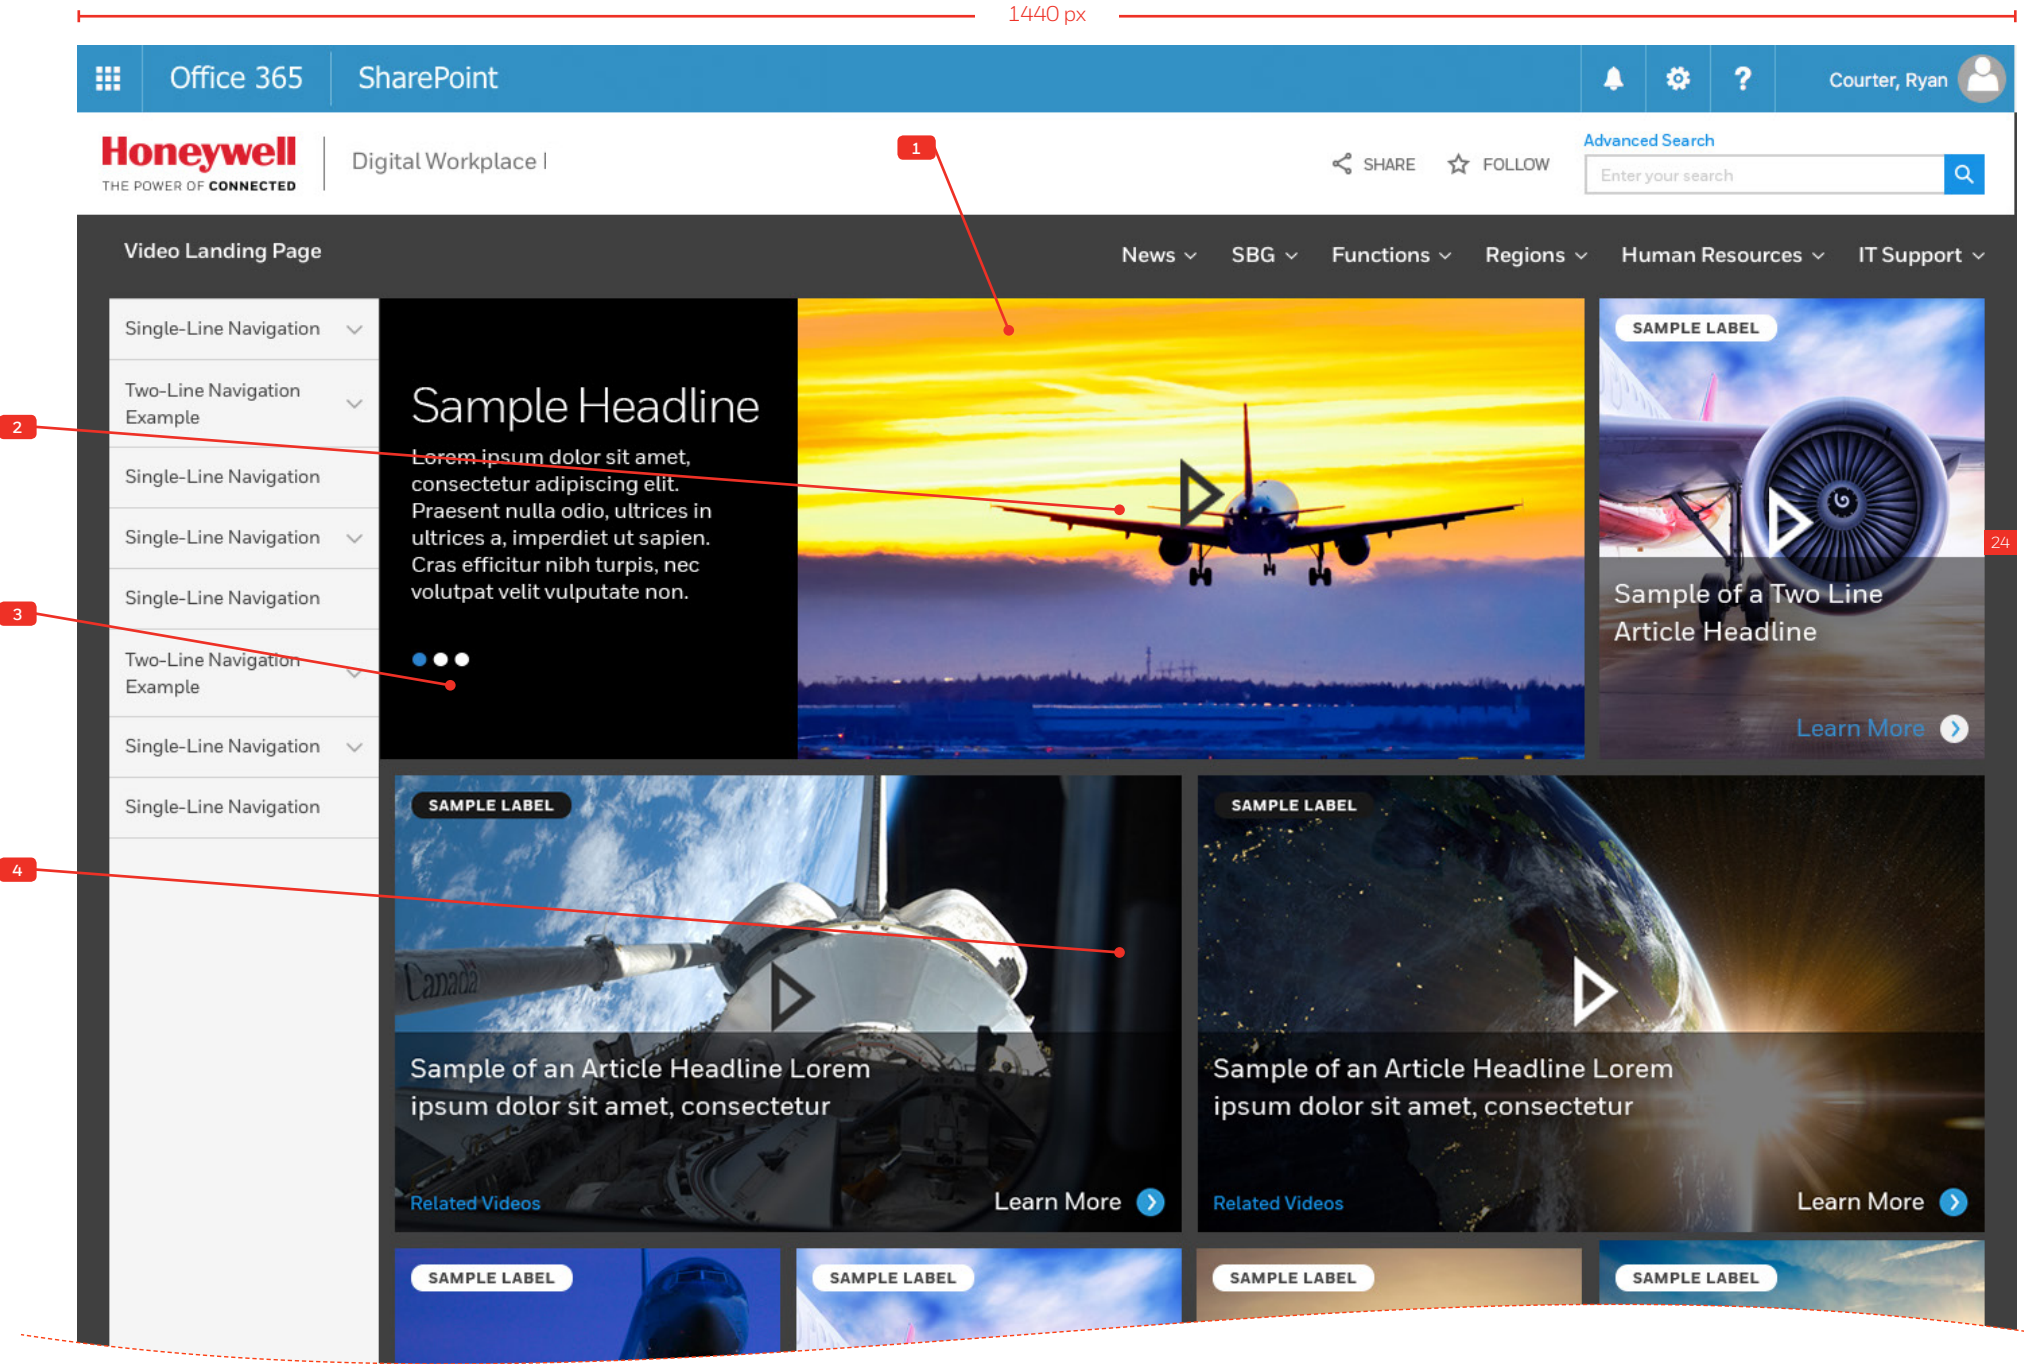 1440 px
Office 365
SharePoint
?
Courter, Ryan
Honeywell
THE POWER OF CONNECTED
Digital Workplace |
1
SHARE
FOLLOW
Advanced Search
Enter your search
Video Landing Page
News
SBG
Functions
Regions
Human Resources
IT Support
Single-Line Navigation
Two-Line Navigation
Example
Single-Line Navigation
Single-Line Navigation
Single-Line Navigation
Two-Line Navigation
Example
Single-Line Navigation
Single-Line Navigation
2
3
4
Sample Headline
Lorem ipsum dolor sit amet,
consectetur adipiscing elit.
Praesent nulla odio, ultrices in
ultrices a, imperdiet ut sapien.
Cras efficitur nibh turpis, nec
volutpat velit vulputate non.
SAMPLE LABEL
24
Sample of a Two Line
Article Headline
Learn More
SAMPLE LABEL
Canada
Sample of an Article Headline Lorem
ipsum dolor sit amet, consectetur
Related Videos
Learn More
SAMPLE LABEL
Sample of an Article Headline Lorem
ipsum dolor sit amet, consectetur
Related Videos
Learn More
SAMPLE LABEL
SAMPLE LABEL
SAMPLE LABEL
SAMPLE LABEL